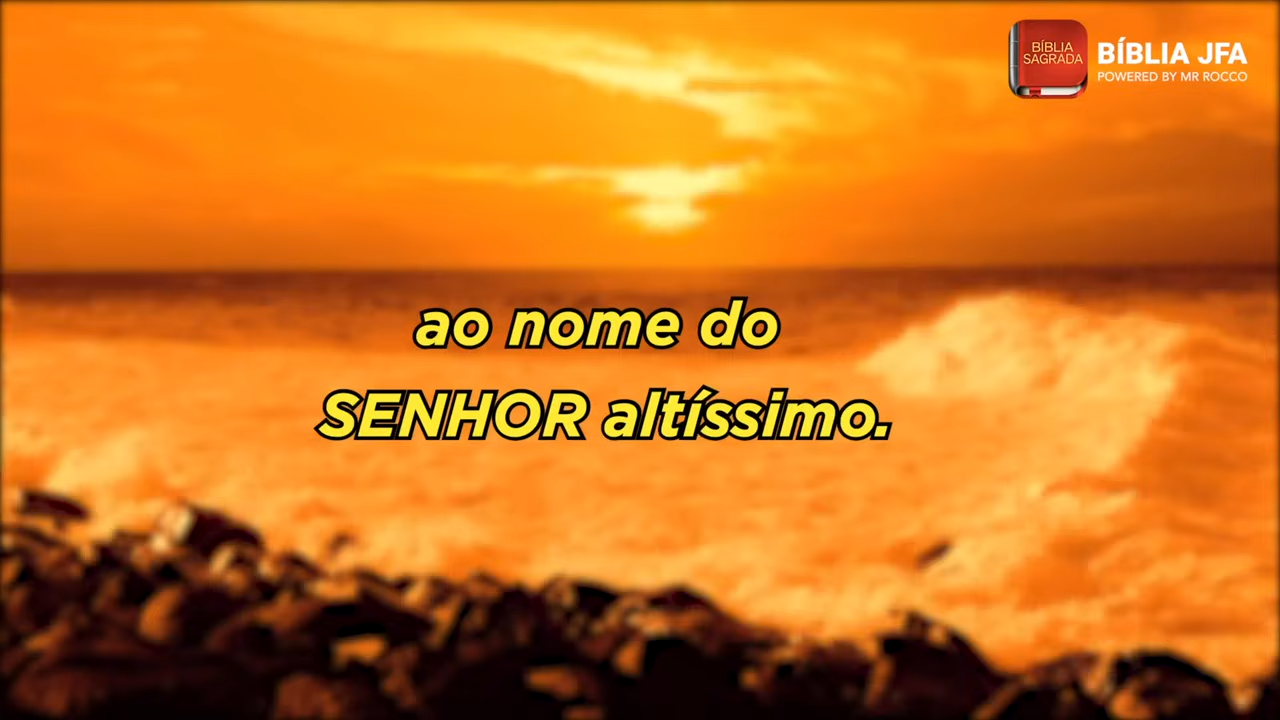 BÍBLIA
SAGRADA
BÍBLIA JFA
POWERED BY MR ROCCO
ao nome do
SENHOR altíssimo.